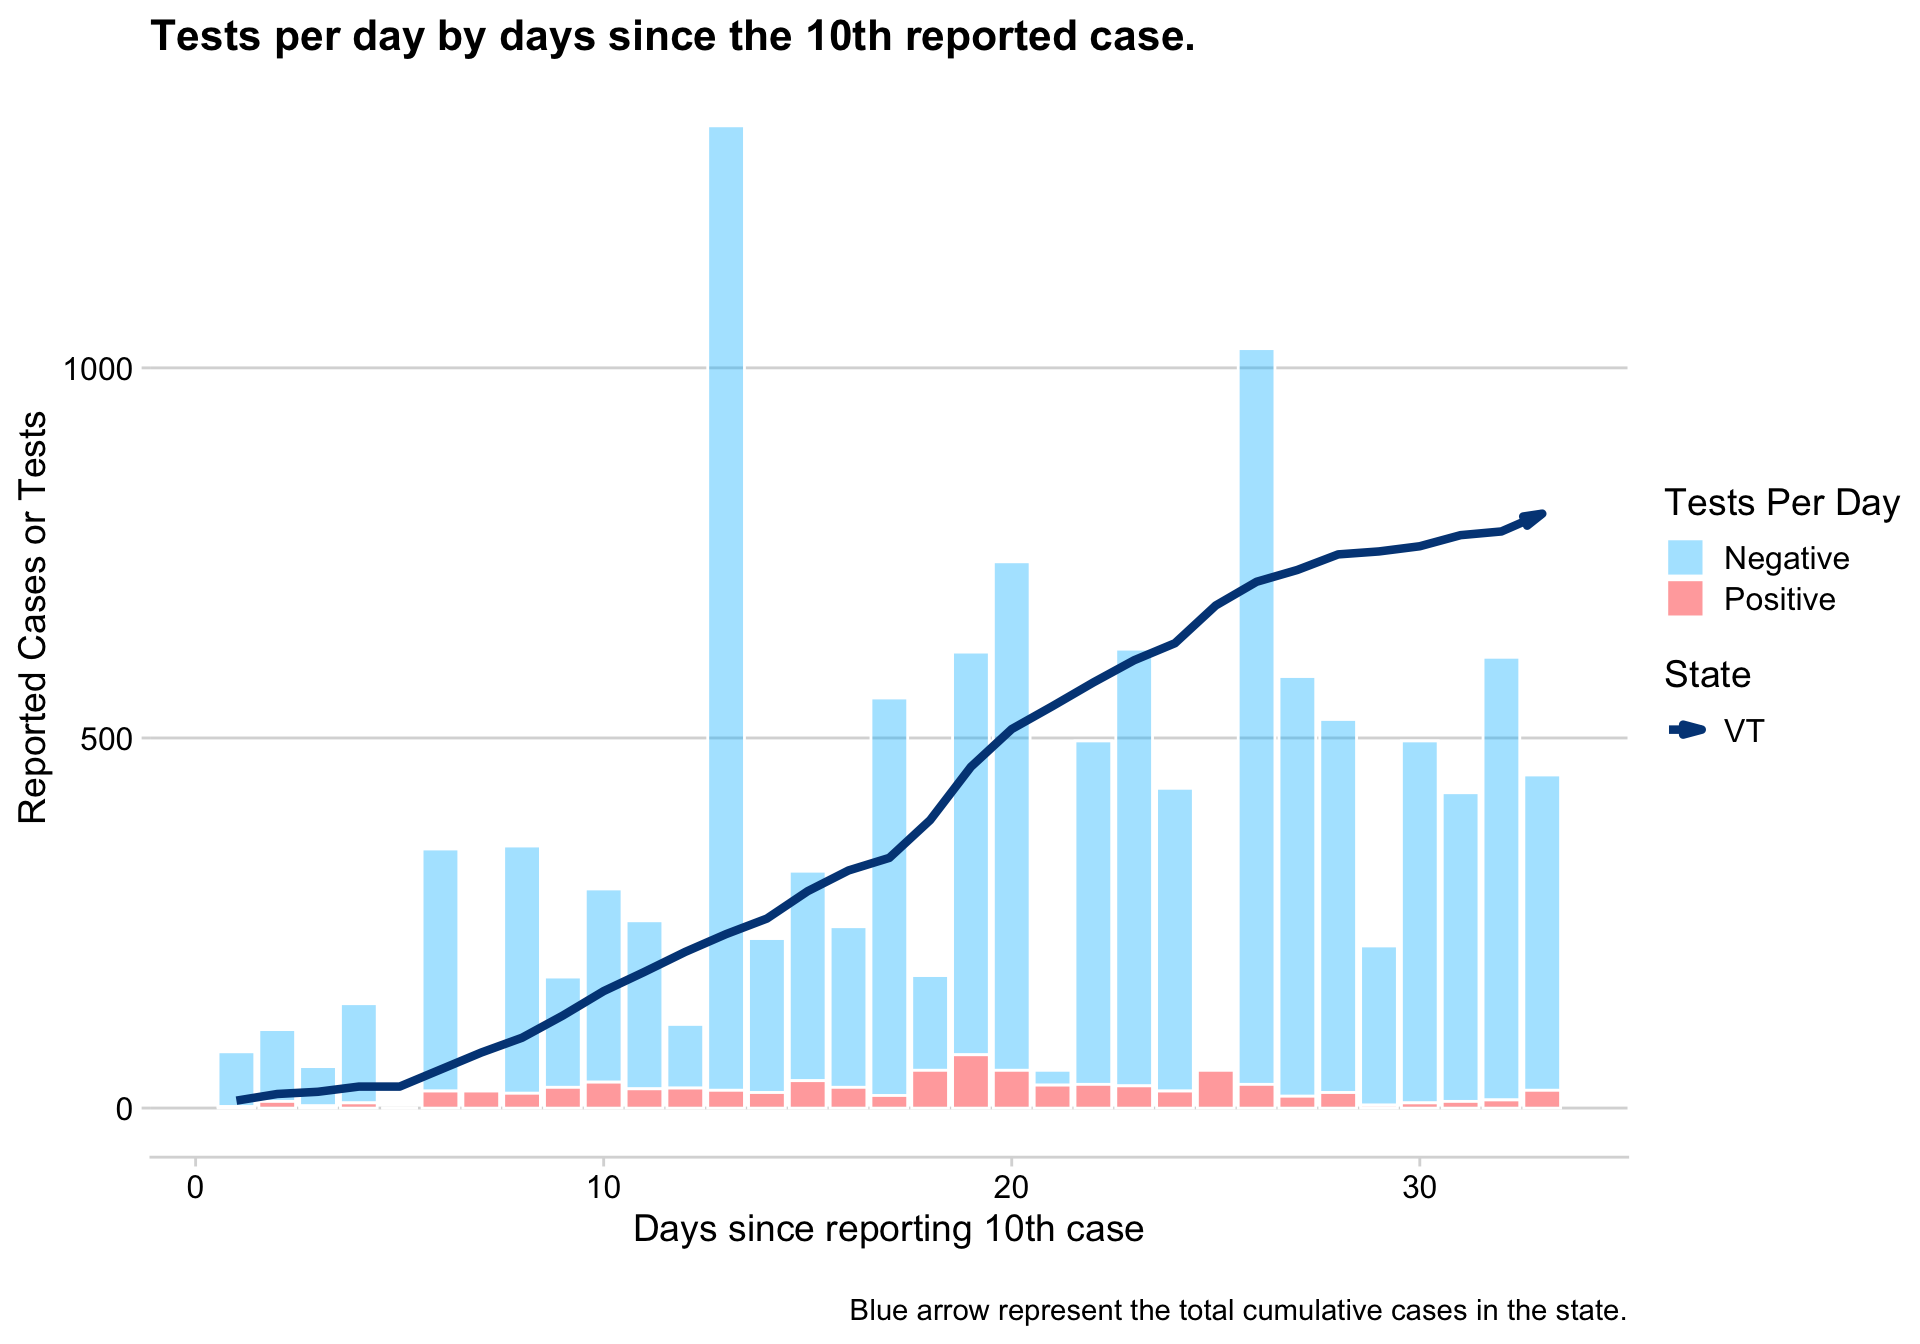 Tests per day by days since the 10th reported case.
Reported Cases or Tests
1000
500
0
0 10 20 30
Days since reporting 10th case
Tests Per Day
Negative
Positive
State
VT
Blue arrow represent the total cumulative cases in the state.